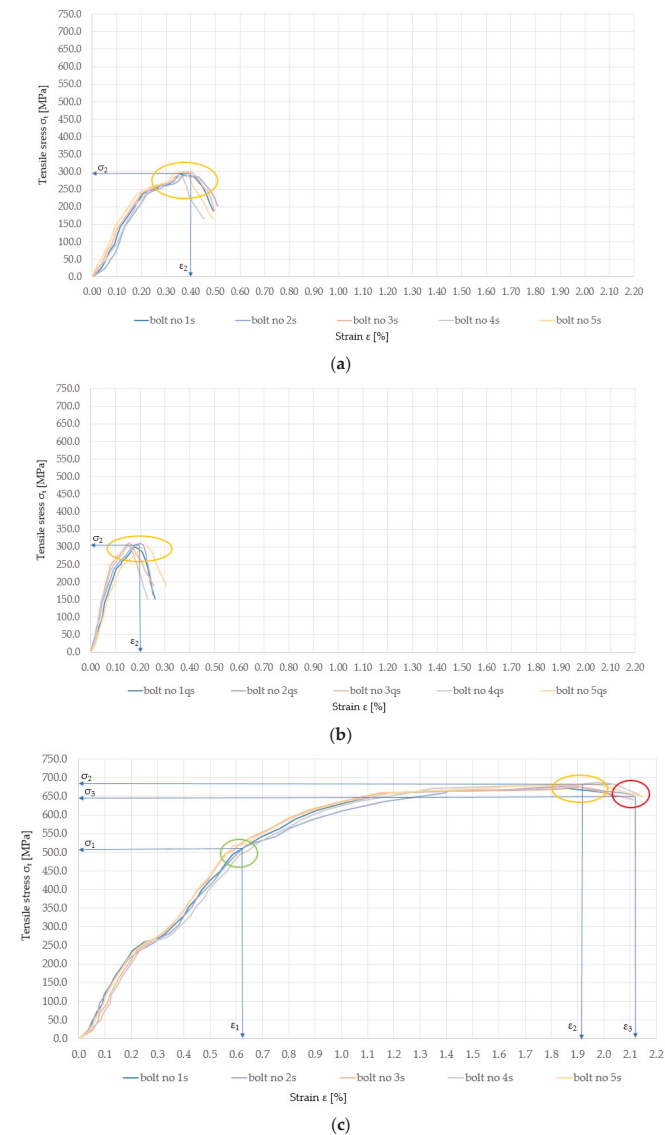 750.0
700.0
650.0
600.0
550.0
500.0
450.0
400.0
350.0
300.0
250.0
200.0
150.0
100.0
50.0
0.0
Tensile sress σt [MPa]
σ2
ε2
0.00 0.10 0.20 0.30 0.40 0.50 0.60 0.70 0.80 0.90 1.00 1.10 1.20 1.30 1.40 1.50 1.60 1.70 1.80 1.90 2.00 2.10 2.20
bolt no 1s bolt no 2s bolt no 3s bolt no 4s bolt no 5s
Strain ε [%]
(a)
750.0
700.0
650.0
600.0
550.0
500.0
450.0
400.0
350.0
300.0
250.0
200.0
150.0
100.0
50.0
0.0
Tensile sress σt [MPa]
σ2
ε2
0.00 0.10 0.20 0.30 0.40 0.50 0.60 0.70 0.80 0.90 1.00 1.10 1.20 1.30 1.40 1.50 1.60 1.70 1.80 1.90 2.00 2.10 2.20
bolt no 1qs bolt no 2qs bolt no 3qs bolt no 4qs bolt no 5qs
Strain ε [%]
(b)
750.0
700.0
650.0
600.0
550.0
500.0
450.0
400.0
350.0
300.0
250.0
200.0
150.0
100.0
50.0
0.0
Tensile stress σt [MPa]
σ2
σ3
σ1
ε1 ε2 ε3
0.0 0.1 0.2 0.3 0.4 0.5 0.6 0.7 0.8 0.9 1.0 1.1 1.2 1.3 1.4 1.5 1.6 1.7 1.8 1.9 2.0 2.1 2.2
bolt no 1s bolt no 2s bolt no 3s bolt no 4s bolt no 5s
Strain ε [%]
(c)